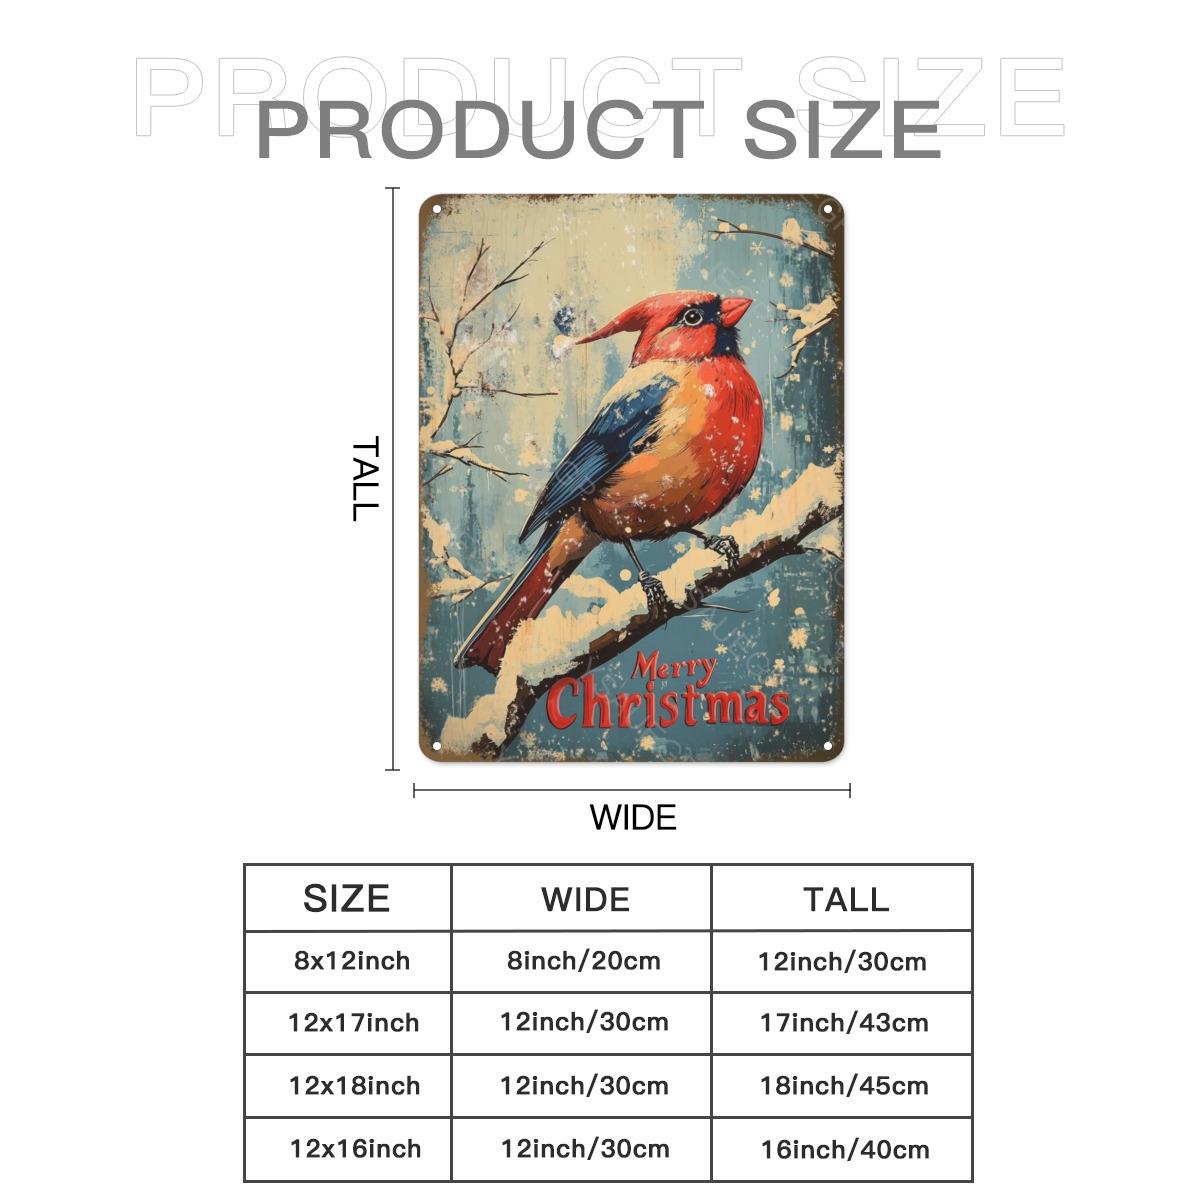 PRODUCT SIZE
PRODUCT SIZE
TALL
Merry
Christmas
WIDE
SIZE WIDE TALL
8x12inch 8inch/20cm 12inch/30cm
12x17inch 12inch/30cm 17inch/43cm
12x18inch 12inch/30cm 18inch/45cm
12x16inch 12inch/30cm 16inch/40cm